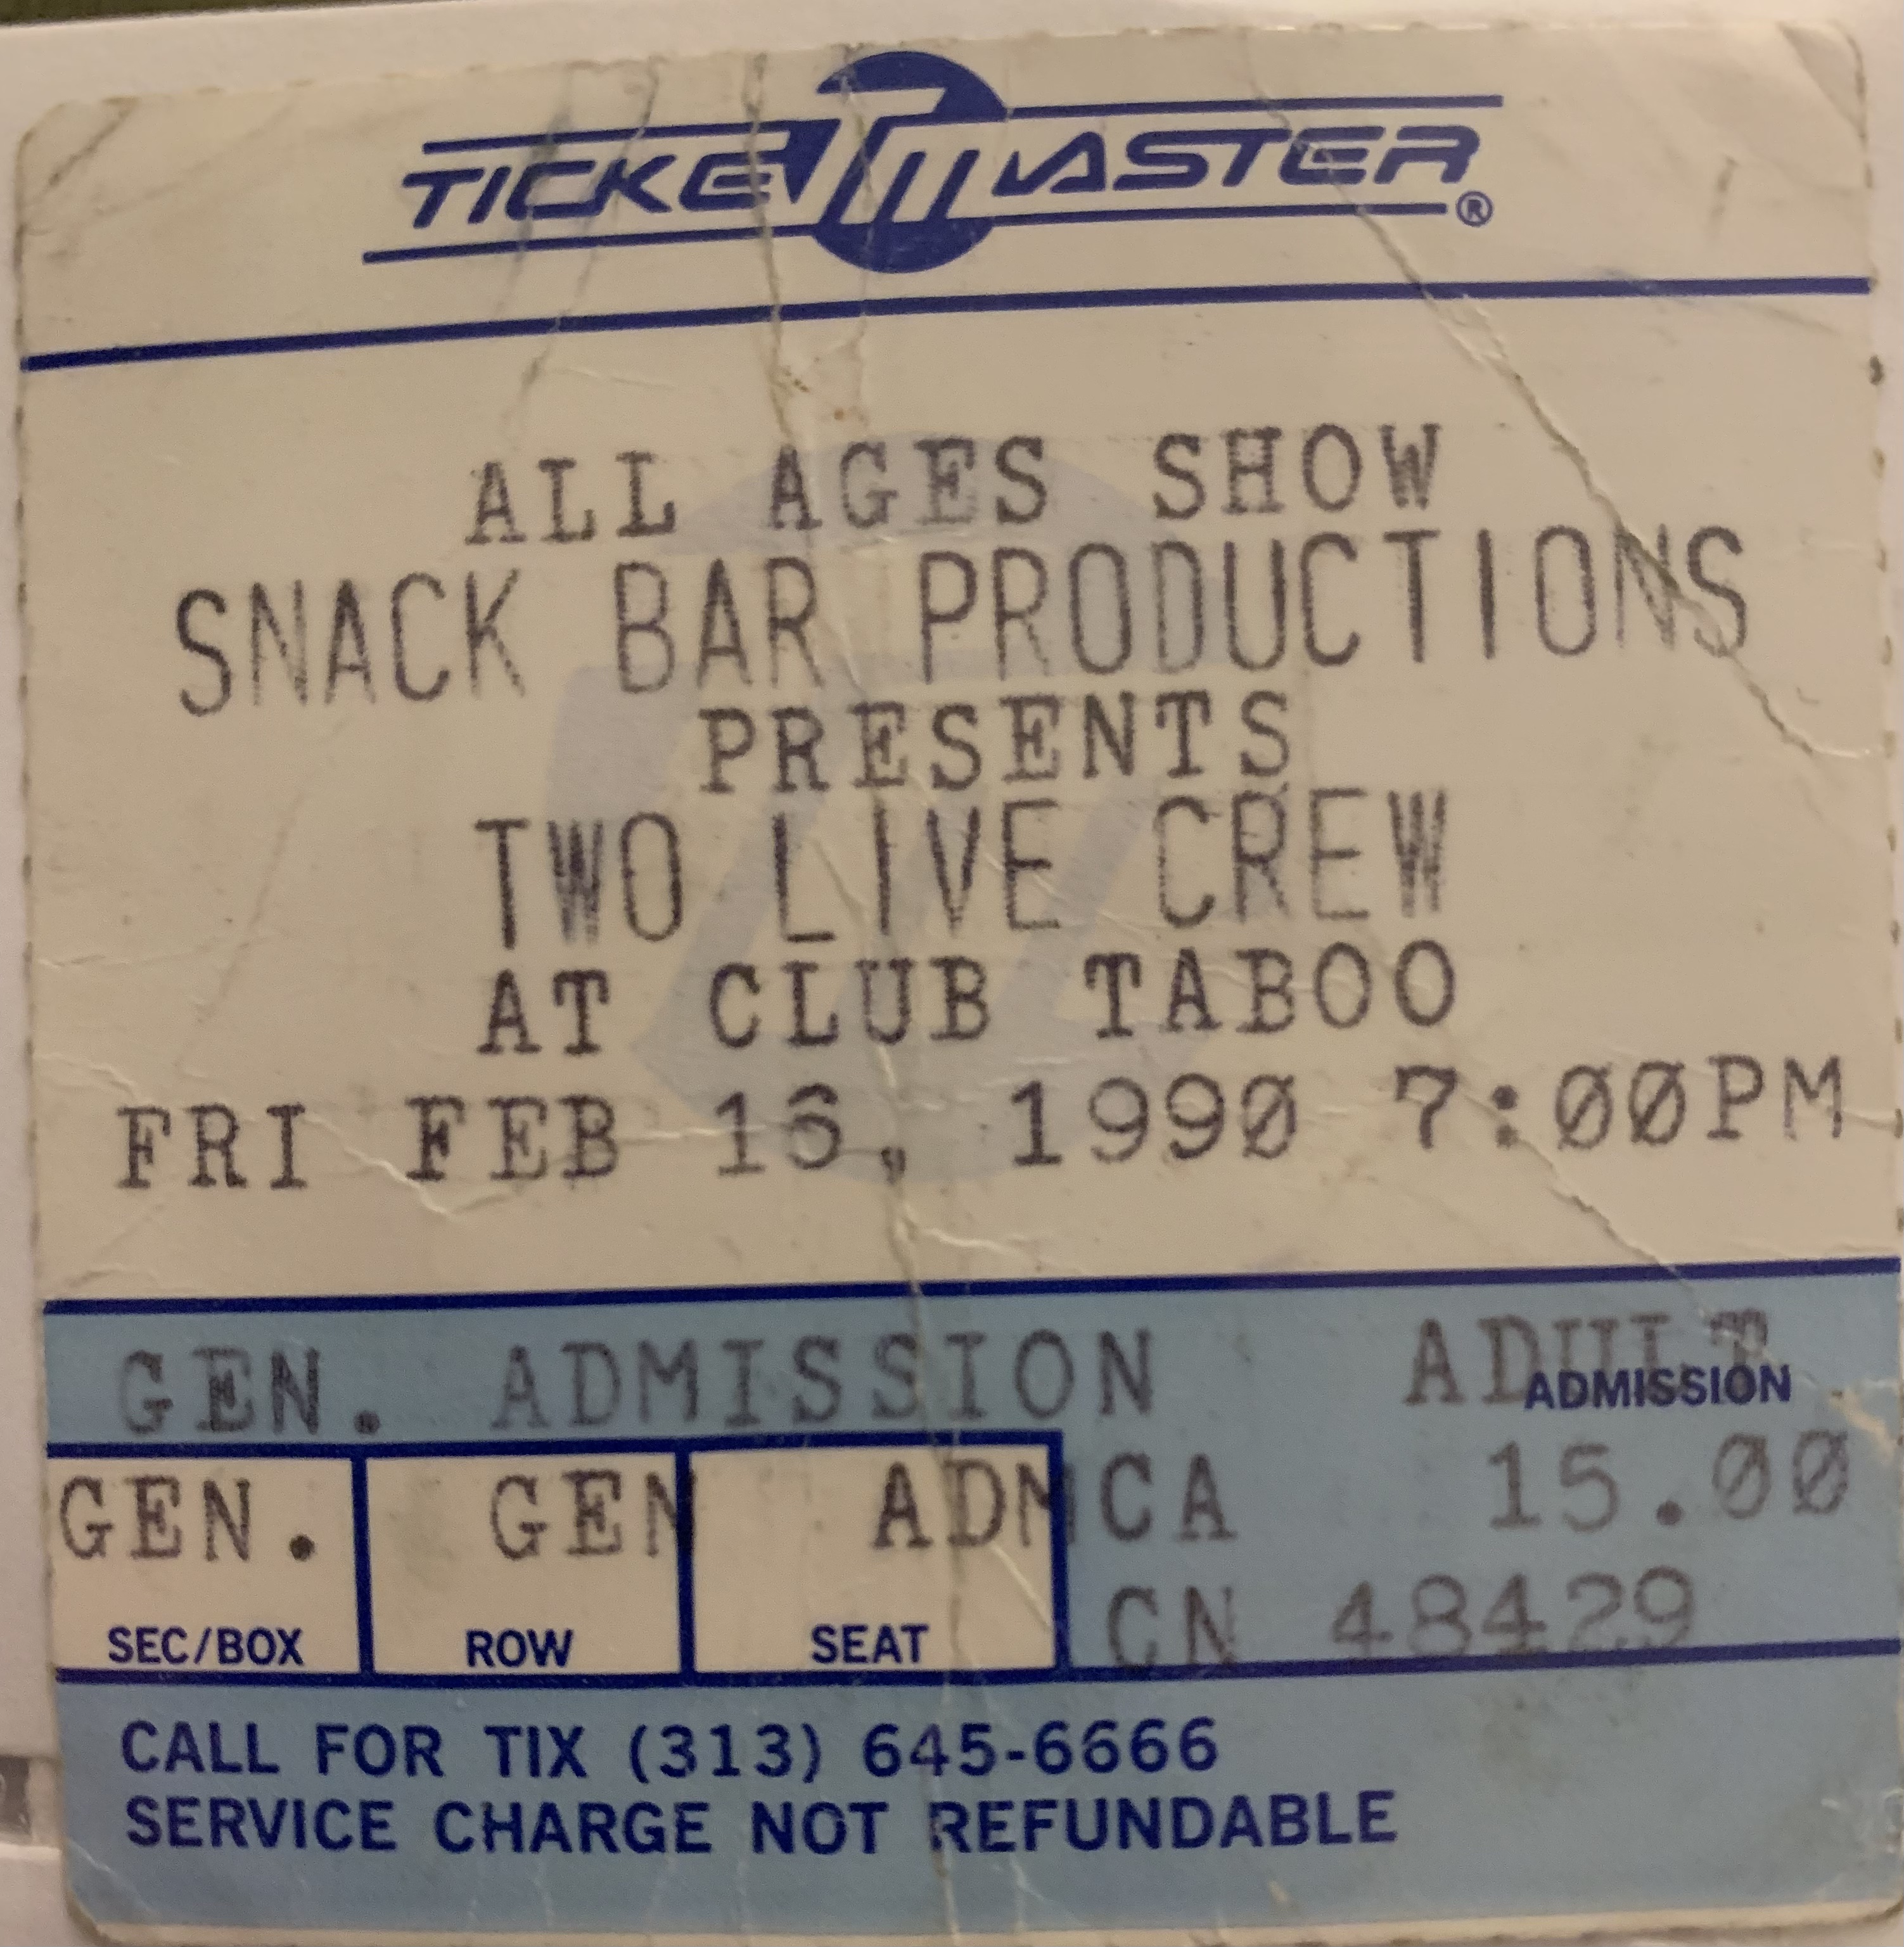 TICKETMASTER®
ALL AGES SHOW
SNACK BAR PRODUCTIONS
PRESENTS
TWO LIVE CREW
AT CLUB TABOO
FRI FEB 16, 1990 7:00PM
GEN. ADMISSION ADULT
ADMISSION
GEN. GEN ADM CA 15.00
CN 48429
SEC/BOX ROW SEAT
CALL FOR TIX (313) 645-6666
SERVICE CHARGE NOT REFUNDABLE